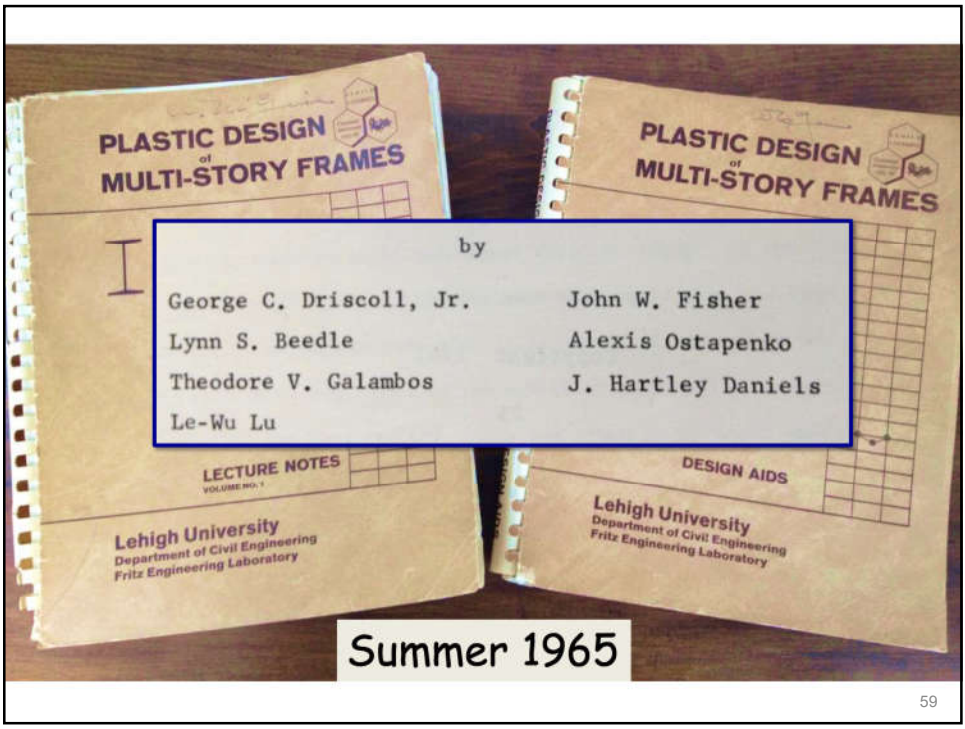 PLASTIC DESIGN
of
MULTI-STORY FRAMES
LECTURE NOTES
VOLUME NO. 1
Lehigh University
Department of Civil Engineering
Fritz Engineering Laboratory
PLASTIC DESIGN
of
MULTI-STORY FRAMES
DESIGN AIDS
Lehigh University
Department of Civil Engineering
Fritz Engineering Laboratory
by
George C. Driscoll, Jr.
Lynn S. Beedle
Theodore V. Galambos
Le-Wu Lu
John W. Fisher
Alexis Ostapenko
J. Hartley Daniels
Summer 1965
59